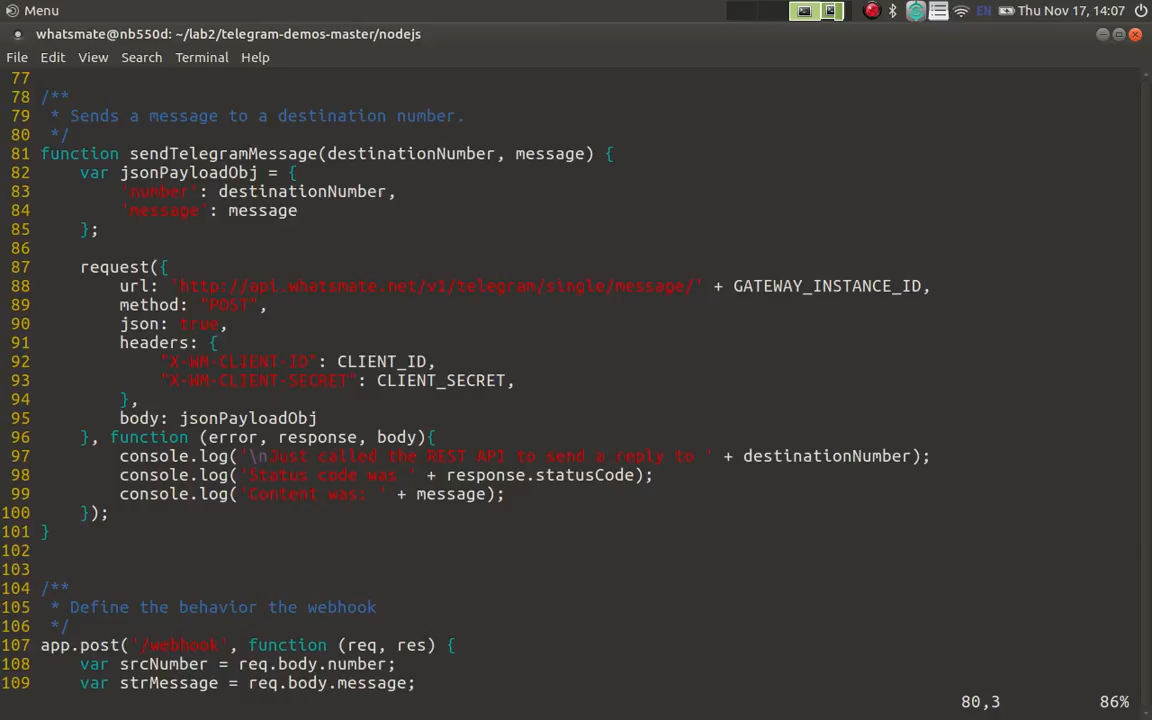 Menu
EN
Thu Nov 17, 14:07
whatsmate@nb550d: ~/lab2/telegram-demos-master/nodejs
File Edit View Search Terminal Help
77
78 /**
79  * Sends a message to a destination number.
80  */
81 function sendTelegramMessage(destinationNumber, message) {
82     var jsonPayloadObj = {
83         'number': destinationNumber,
84         'message': message
85     };
86
87     request({
88         url: 'http://api.whatsmate.net/v1/telegram/single/message/' + GATEWAY_INSTANCE_ID,
89         method: "POST",
90         json: true,
91         headers: {
92             "X-WM-CLIENT-ID": CLIENT_ID,
93             "X-WM-CLIENT-SECRET": CLIENT_SECRET,
94         },
95         body: jsonPayloadObj
96     }, function (error, response, body){
97         console.log('\nJust called the REST API to send a reply to ' + destinationNumber);
98         console.log('Status code was ' + response.statusCode);
99         console.log('Content was: ' + message);
100     });
101 }
102
103
104 /**
105  * Define the behavior the webhook
106  */
107 app.post('/webhook', function (req, res) {
108     var srcNumber = req.body.number;
109     var strMessage = req.body.message;
80,3 86%